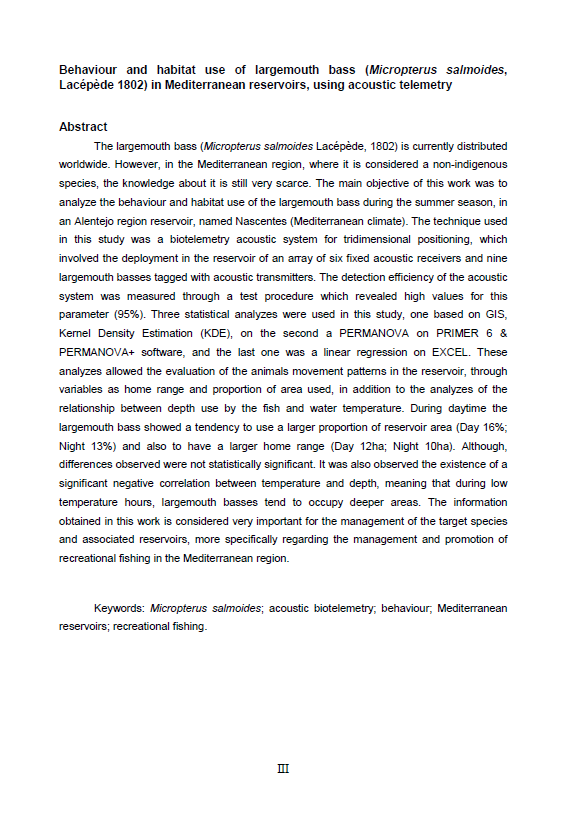 Behaviour and habitat use of largemouth bass (Micropterus salmoides,
Lacépède 1802) in Mediterranean reservoirs, using acoustic telemetry
Abstract
The largemouth bass (Micropterus salmoides Lacépède, 1802) is currently distributed
worldwide. However, in the Mediterranean region, where it is considered a non-indigenous
species, the knowledge about it is still very scarce. The main objective of this work was to
analyze the behaviour and habitat use of the largemouth bass during the summer season, in
an Alentejo region reservoir, named Nascentes (Mediterranean climate). The technique used
in this study was a biotelemetry acoustic system for tridimensional positioning, which
involved the deployment in the reservoir of an array of six fixed acoustic receivers and nine
largemouth basses tagged with acoustic transmitters. The detection efficiency of the acoustic
system was measured through a test procedure which revealed high values for this
parameter (95%). Three statistical analyzes were used in this study, one based on GIS,
Kernel Density Estimation (KDE), on the second a PERMANOVA on PRIMER 6 &
PERMANOVA+ software, and the last one was a linear regression on EXCEL. These
analyzes allowed the evaluation of the animals movement patterns in the reservoir, through
variables as home range and proportion of area used, in addition to the analyzes of the
relationship between depth use by the fish and water temperature. During daytime the
largemouth bass showed a tendency to use a larger proportion of reservoir area (Day 16%;
Night 13%) and also to have a larger home range (Day 12ha; Night 10ha). Although,
differences observed were not statistically significant. It was also observed the existence of a
significant negative correlation between temperature and depth, meaning that during low
temperature hours, largemouth basses tend to occupy deeper areas. The information
obtained in this work is considered very important for the management of the target species
and associated reservoirs, more specifically regarding the management and promotion of
recreational fishing in the Mediterranean region.
Keywords: Micropterus salmoides; acoustic biotelemetry; behaviour; Mediterranean
reservoirs; recreational fishing.
III